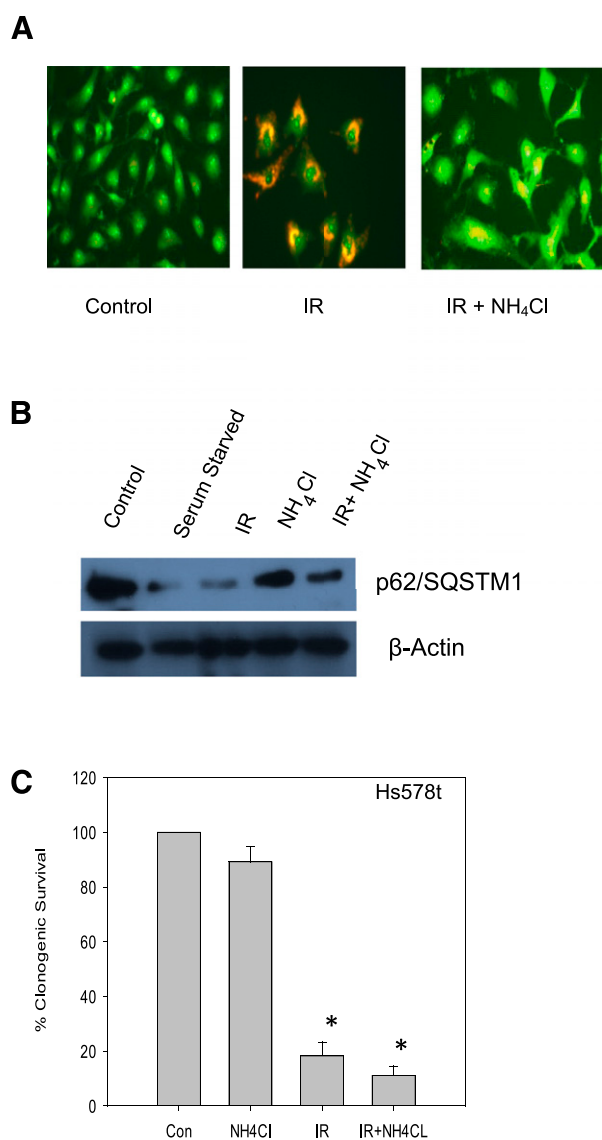 A
Control IR IR + NH₄Cl
B
Control Serum Starved IR NH₄Cl IR+ NH₄Cl
p62/SQSTM1
β-Actin
C
Hs578t
% Clonogenic Survival
120
100
80
60
40
20
0
*
*
Con NH4Cl IR IR+NH4CL